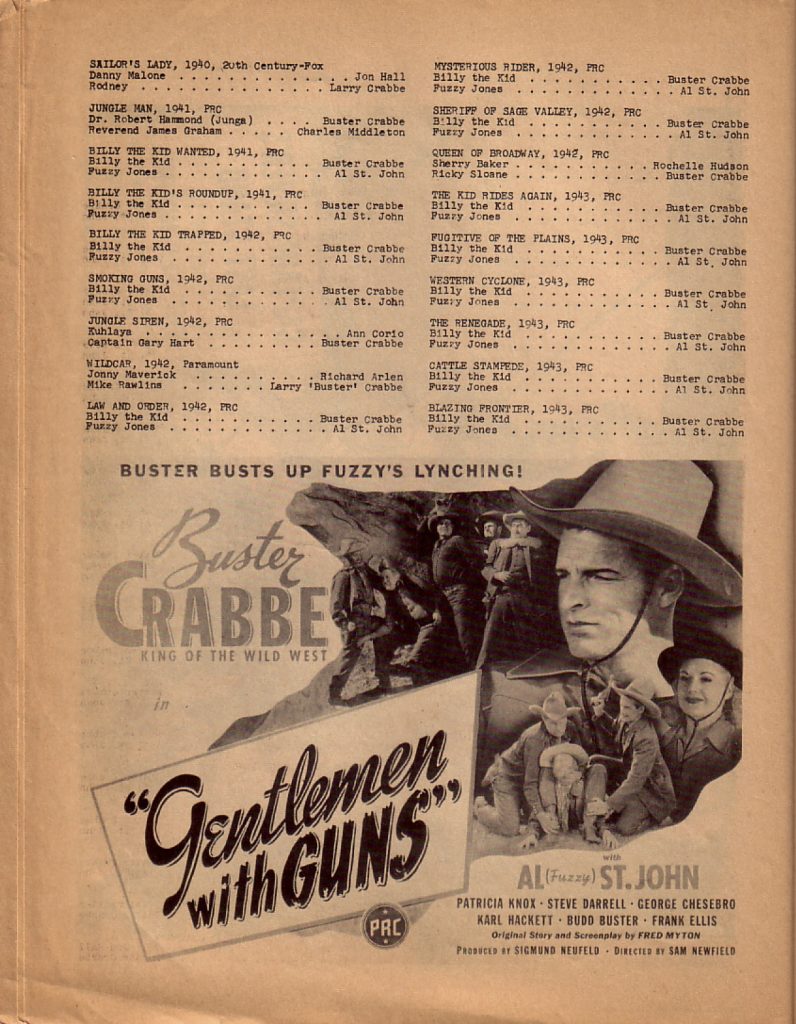 SAILOR'S LADY, 1940, 20th Century-Fox
Danny Malone . . . . . . . . . . . . . Jon Hall
Rodney . . . . . . . . . . . . . . . Larry Crabbe
JUNGLE MAN, 1941, PRC
Dr. Robert Hammond (Junga) . . . . Buster Crabbe
Reverend James Graham . . . . . Charles Middleton
BILLY THE KID WANTED, 1941, PRC
Billy the Kid . . . . . . . . . . . Buster Crabbe
Fuzzy Jones . . . . . . . . . . . . . Al St. John
BILLY THE KID'S ROUNDUP, 1941, PRC
Billy the Kid . . . . . . . . . . . Buster Crabbe
Fuzzy Jones . . . . . . . . . . . . . Al St. John
BILLY THE KID TRAPPED, 1942, PRC
Billy the Kid . . . . . . . . . . . Buster Crabbe
Fuzzy Jones . . . . . . . . . . . . . Al St. John
SMOKING GUNS, 1942, PRC
Billy the Kid . . . . . . . . . . . Buster Crabbe
Fuzzy Jones . . . . . . . . . . . . . Al St. John
JUNGLE SIREN, 1942, PRC
Kuhlaya . . . . . . . . . . . . . . . . Ann Corio
Captain Gary Hart . . . . . . . . . Buster Crabbe
WILDCAR, 1942, Paramount
Jonny Maverick . . . . . . . . . . Richard Arlen
Mike Rawlins . . . . . . . Larry 'Buster' Crabbe
LAW AND ORDER, 1942, PRC
Billy the Kid . . . . . . . . . . . Buster Crabbe
Fuzzy Jones . . . . . . . . . . . . . Al St. John
MYSTERIOUS RIDER, 1942, PRC
Billy the Kid . . . . . . . . . . . Buster Crabbe
Fuzzy Jones . . . . . . . . . . . . . Al St. John
SHERIFF OF SAGE VALLEY, 1942, PRC
Billy the Kid . . . . . . . . . . . Buster Crabbe
Fuzzy Jones . . . . . . . . . . . . . Al St. John
QUEEN OF BROADWAY, 1942, PRC
Sherry Baker . . . . . . . . . . . Rochelle Hudson
Ricky Sloane . . . . . . . . . . . . Buster Crabbe
THE KID RIDES AGAIN, 1943, PRC
Billy the Kid . . . . . . . . . . . Buster Crabbe
Fuzzy Jones . . . . . . . . . . . . . Al St. John
FUGITIVE OF THE PLAINS, 1943, PRC
Billy the Kid . . . . . . . . . . . Buster Crabbe
Fuzzy Jones . . . . . . . . . . . . . Al St. John
WESTERN CYCLONE, 1943, PRC
Billy the Kid . . . . . . . . . . . Buster Crabbe
Fuzzy Jones . . . . . . . . . . . . . Al St. John
THE RENEGADE, 1943, PRC
Billy the Kid . . . . . . . . . . . Buster Crabbe
Fuzzy Jones . . . . . . . . . . . . . Al St. John
CATTLE STAMPEDE, 1943, PRC
Billy the Kid . . . . . . . . . . . Buster Crabbe
Fuzzy Jones . . . . . . . . . . . . . Al St. John
BLAZING FRONTIER, 1943, PRC
Billy the Kid . . . . . . . . . . . Buster Crabbe
Fuzzy Jones . . . . . . . . . . . . . Al St. John
BUSTER BUSTS UP FUZZY'S LYNCHING!
Buster
CRABBE
KING OF THE WILD WEST
in
"Gentlemen
with GUNS"
PRC
with
AL (Fuzzy) ST. JOHN
PATRICIA KNOX · STEVE DARRELL · GEORGE CHESEBRO
KARL HACKETT · BUDD BUSTER · FRANK ELLIS
Original Story and Screenplay by FRED MYTON
PRODUCED BY SIGMUND NEUFELD · DIRECTED BY SAM NEWFIELD